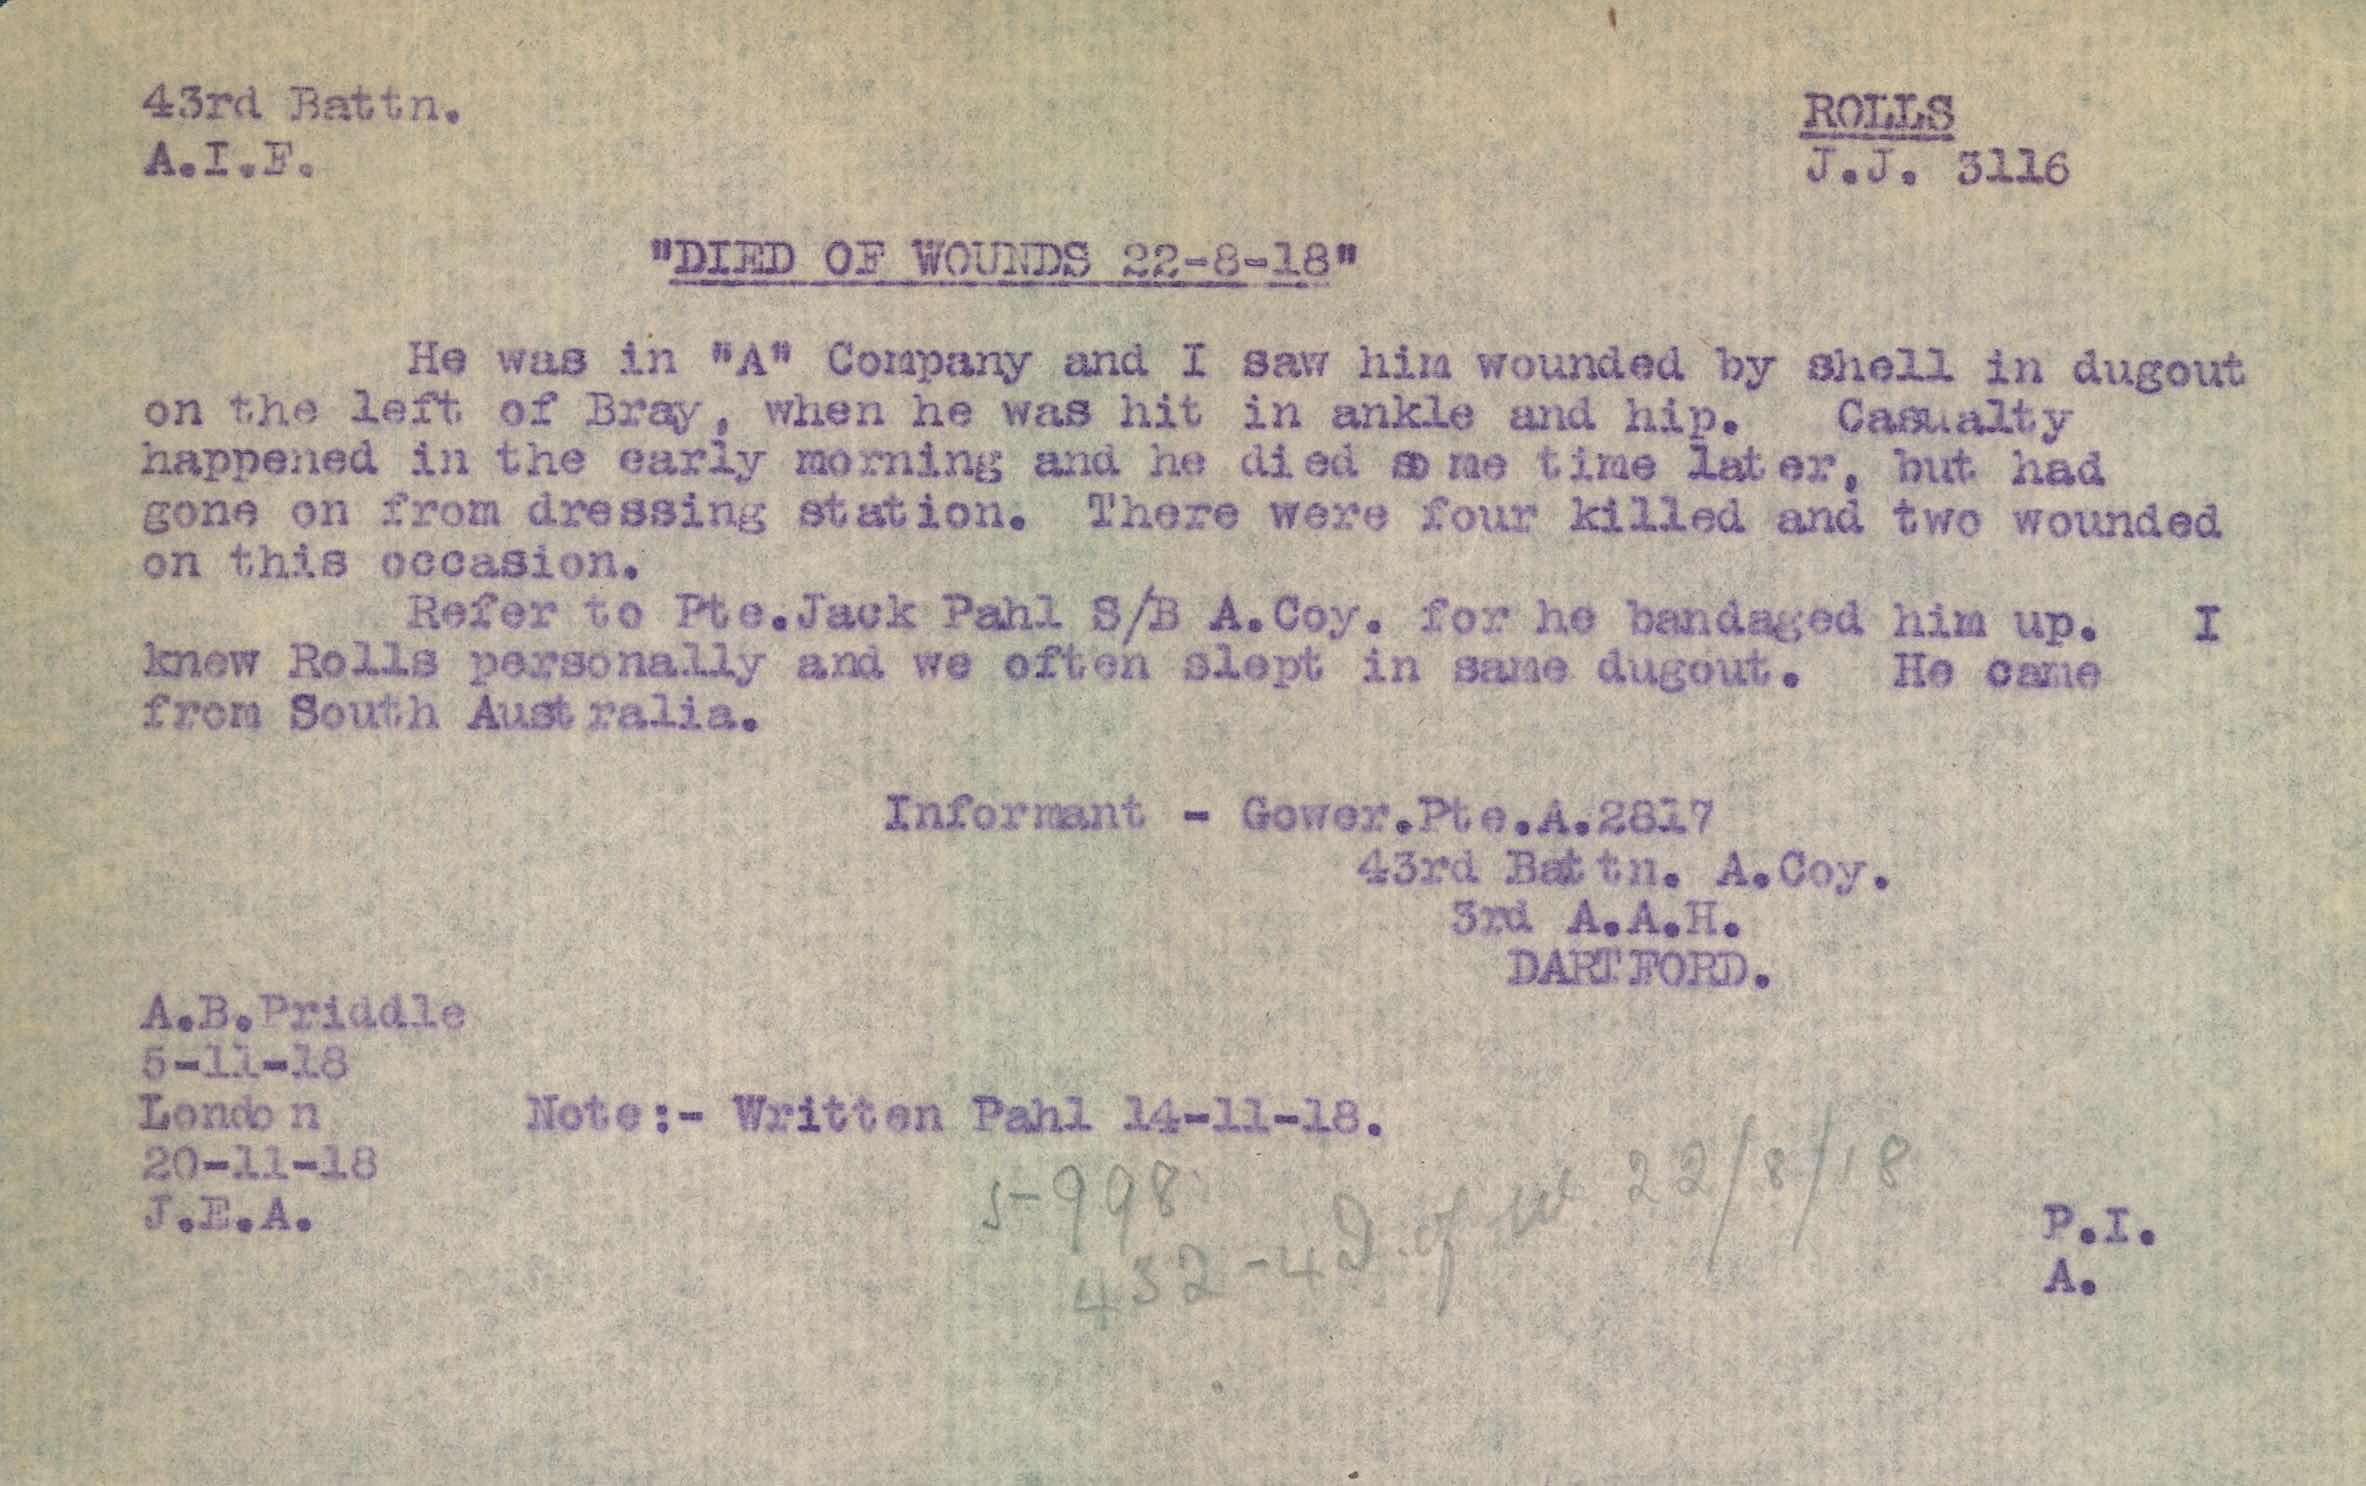 43rd Battn.
ROLLS
A.I.F.
J.J. 3116
"DIED OF WOUNDS 22-8-18"
He was in "A" Company and I saw him wounded by shell in dugout
on the left of Bray, when he was hit in ankle and hip. Casualty
happened in the early morning and he died some time later, but had
gone on from dressing station. There were four killed and two wounded
on this occasion.
Refer to Pte.Jack Pahl S/B A.Coy. for he bandaged him up. I
knew Rolls personally and we often slept in same dugout. He came
from South Australia.
Informant - Gower.Pte.A.2817
43rd Battn. A.Coy.
3rd A.A.H.
DARTFORD.
A.B.Priddle
5-11-18
London
Note:- Written Pahl 14-11-18.
20-11-18
J.E.A.
5-998
432-4 D. of W 22/8/18
P.I.
A.